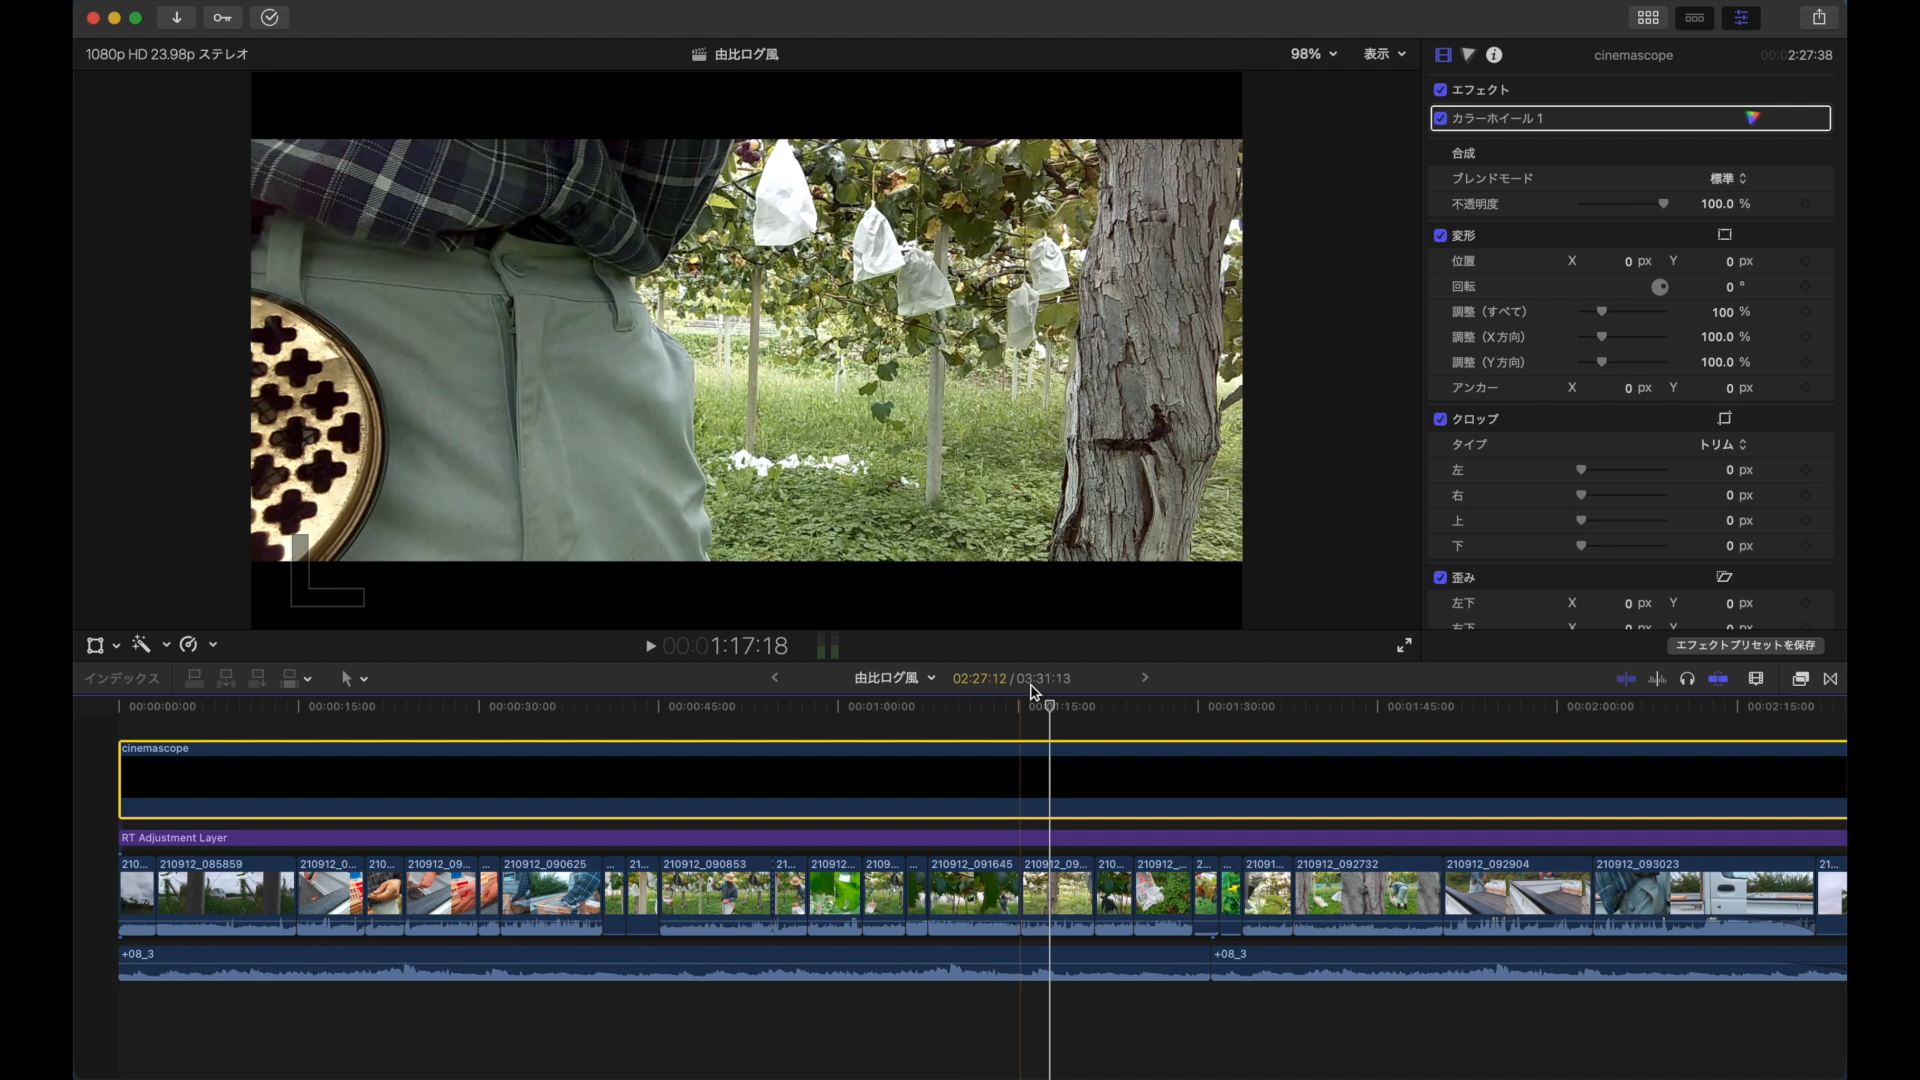 1080p HD 23.98p ステレオ
由比ログ風
98%
表示
cinemascope
00:02:27:38
エフェクト
カラーホイール 1
合成
ブレンドモード 標準
不透明度 100.0 %
変形
位置 X 0 px Y 0 px
回転 0 °
調整（すべて） 100 %
調整（X方向） 100.0 %
調整（Y方向） 100.0 %
アンカー X 0 px Y 0 px
クロップ
タイプ トリム
左 0 px
右 0 px
上 0 px
下 0 px
歪み
左下 X 0 px Y 0 px
右下 X 0 px Y 0 px
00:01:17:18
エフェクトプリセットを保存
インデックス
由比ログ風 02:27:12 / 03:31:13
00:00:00:00 00:00:15:00 00:00:30:00 00:00:45:00 00:01:00:00 00:01:15:00 00:01:30:00 00:01:45:00 00:02:00:00 00:02:15:00
cinemascope
RT Adjustment Layer
210... 210912_085859 210912_0... 210... 210912_09... ... 210912_090625 ... 21... 210912_090853 21... 210912... 2109... ... 210912_091645 210912_09... 210... 210912_... 2... ... 21091... 210912_092732 210912_092904 210912_093023 21...
+08_3 +08_3